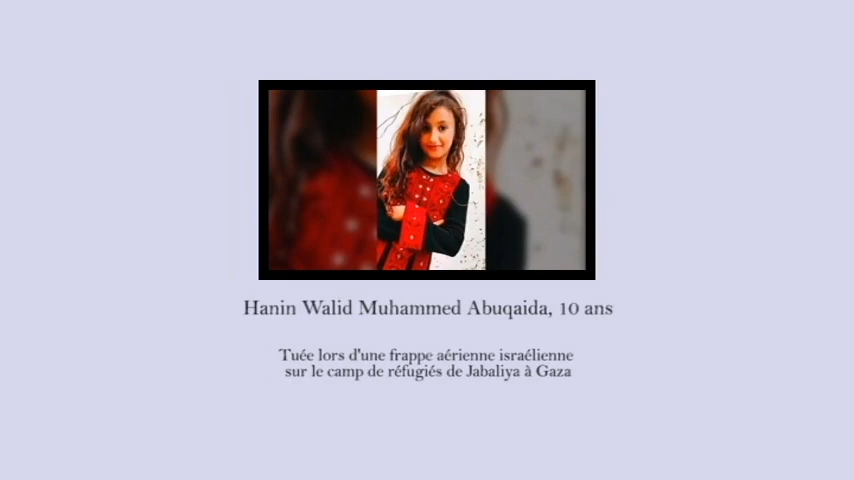 Hanin Walid Muhammed Abuqaida, 10 ans
Tuée lors d'une frappe aérienne israélienne
sur le camp de réfugiés de Jabaliya à Gaza